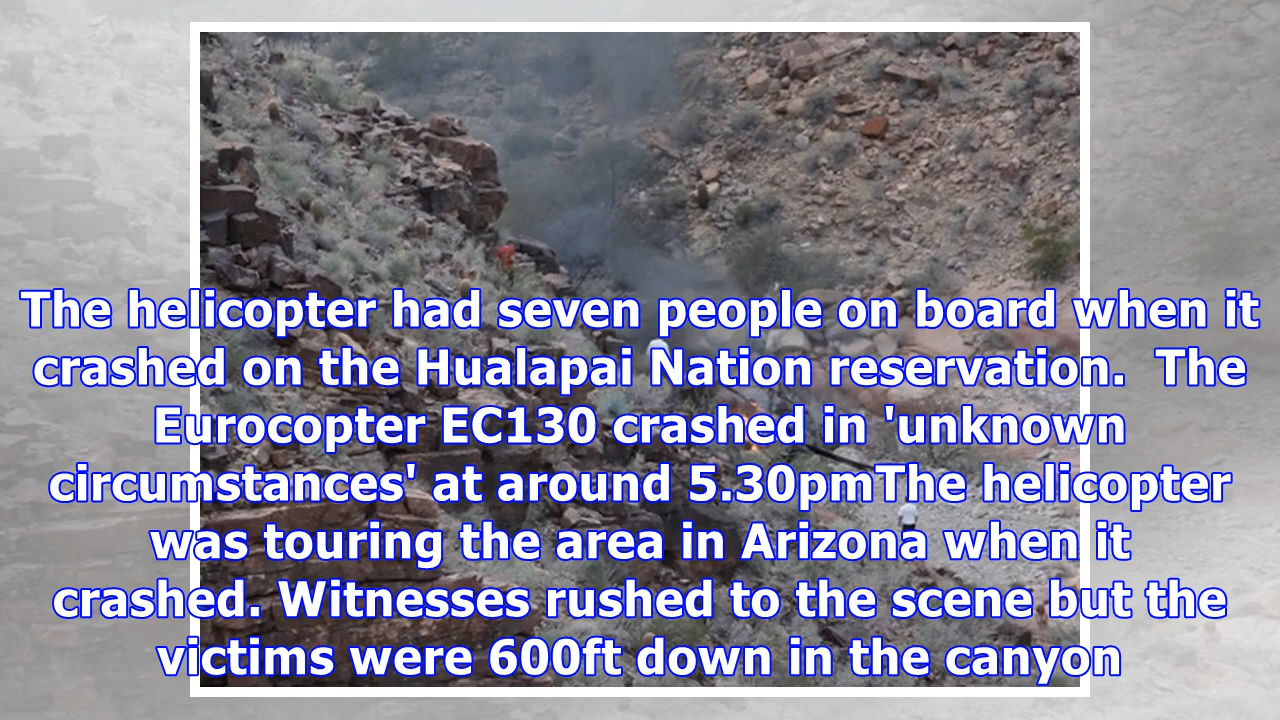 The helicopter had seven people on board when it
crashed on the Hualapai Nation reservation.  The
Eurocopter EC130 crashed in 'unknown
circumstances' at around 5.30pmThe helicopter
was touring the area in Arizona when it
crashed. Witnesses rushed to the scene but the
victims were 600ft down in the canyon